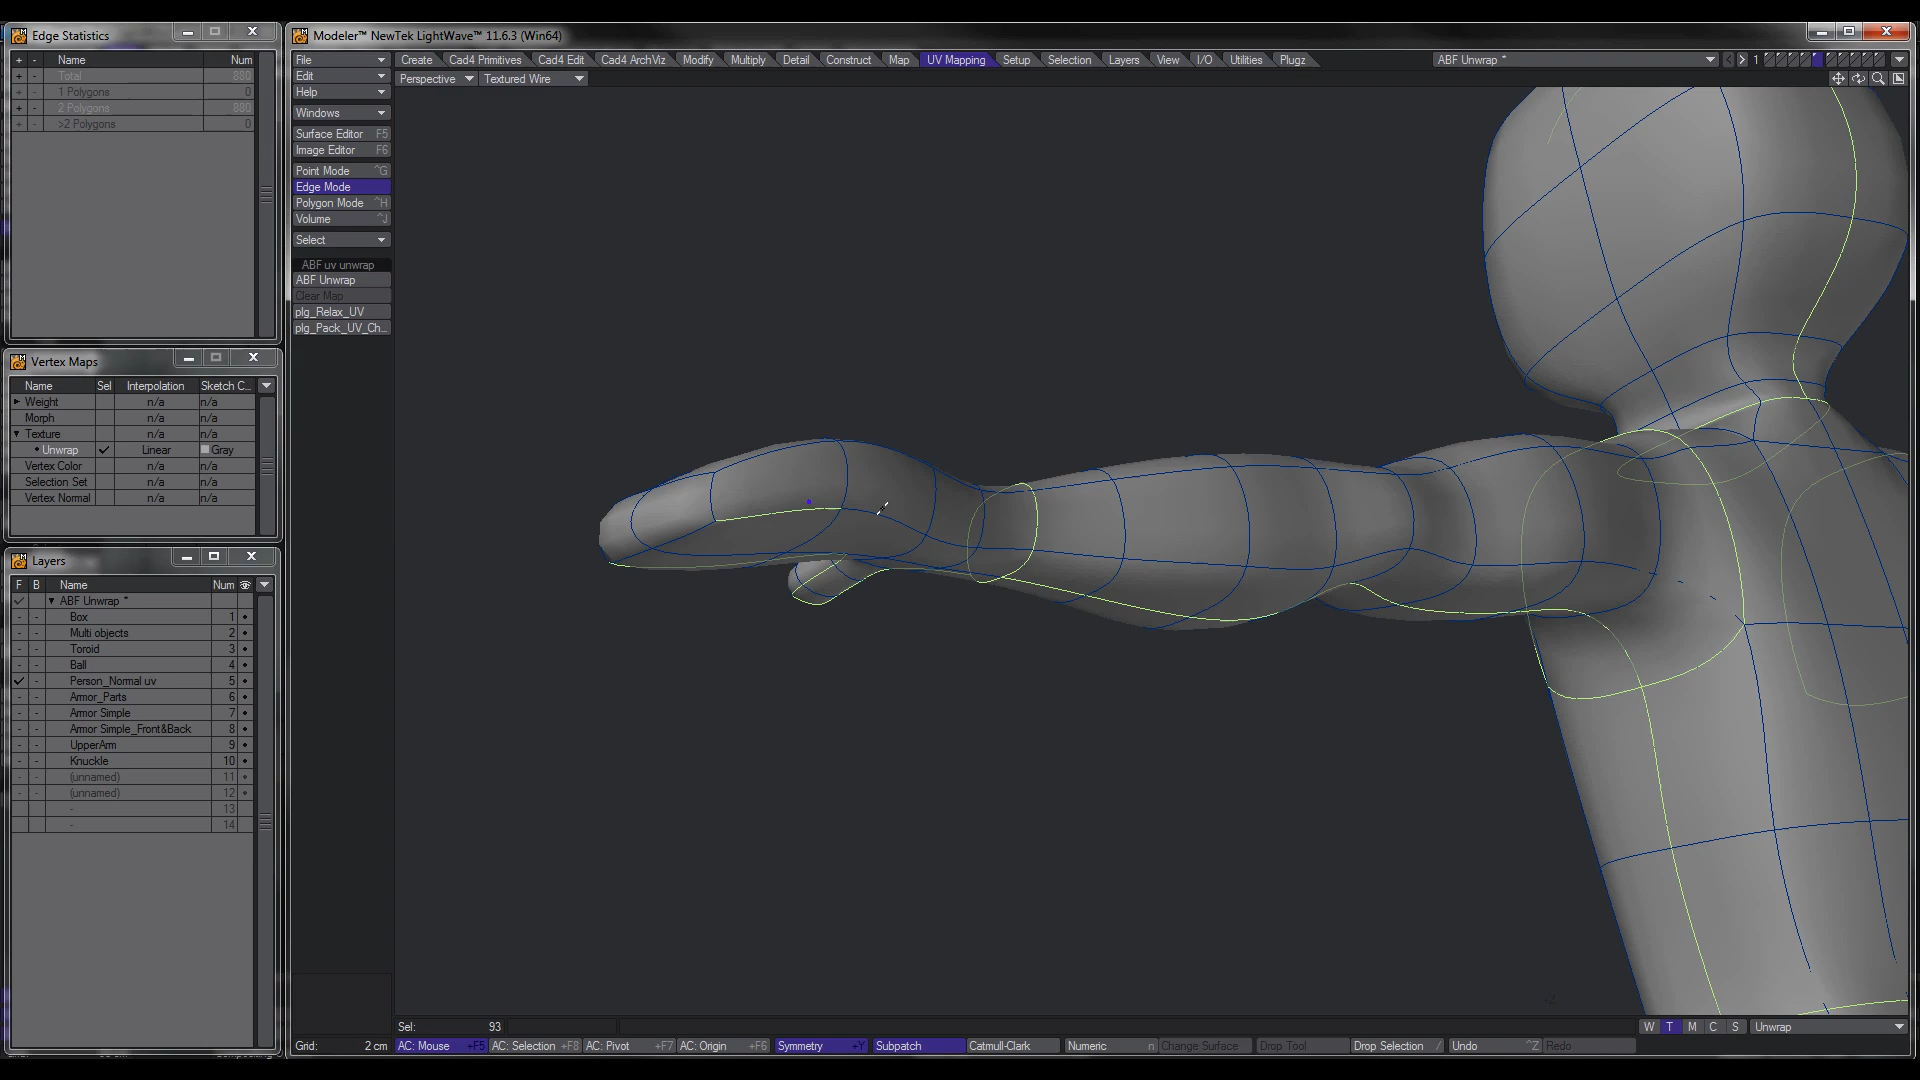 Edge Statistics
+ - Name Num
+ - Total 880
+ - 1 Polygons 0
+ - 2 Polygons 880
+ - >2 Polygons 0
Vertex Maps
Name Sel Interpolation Sketch C...
Weight n/a n/a
Morph n/a n/a
Texture n/a n/a
Unwrap Linear Gray
Vertex Color n/a n/a
Selection Set n/a n/a
Vertex Normal n/a n/a
Layers
F B Name Num
ABF Unwrap *
- - Box 1
- - Multi objects 2
- - Toroid 3
- - Ball 4
- Person_Normal uv 5
- - Armor_Parts 6
- - Armor Simple 7
- - Armor Simple_Front&Back 8
- - UpperArm 9
- - Knuckle 10
- - (unnamed) 11
- - (unnamed) 12
- 13
- 14
Modeler™ NewTek LightWave™ 11.6.3 (Win64)
File
Edit
Help
Windows
Surface Editor F5
Image Editor F6
Point Mode ^G
Edge Mode
Polygon Mode ^H
Volume ^J
Select
ABF uv unwrap
ABF Unwrap
Clear Map
plg_Relax_UV
plg_Pack_UV_Ch...
Create Cad4 Primitives Cad4 Edit Cad4 ArchViz Modify Multiply Detail Construct Map UV Mapping Setup Selection Layers View I/O Utilities Plugz ABF Unwrap * 1
Perspective Textured Wire
Sel: 93 W T M C S Unwrap
Grid: 2 cm AC: Mouse +F5 AC: Selection +F8 AC: Pivot +F7 AC: Origin +F6 Symmetry +Y Subpatch Catmull-Clark Numeric n Change Surface Drop Tool Drop Selection / Undo ^Z Redo